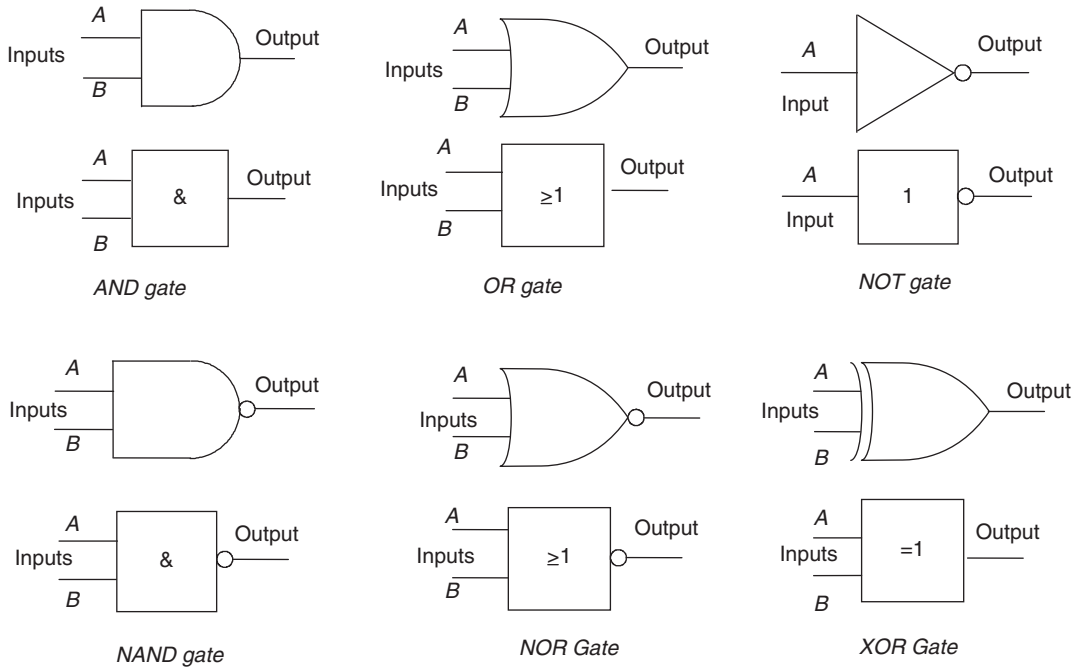 A
Inputs
B
Output
A
Inputs
B
Output
A
Input
Output
A
Inputs
B
&
Output
A
Inputs
B
≥1
Output
A
Input
1
Output
AND gate
OR gate
NOT gate
A
Inputs
B
Output
A
Inputs
B
Output
A
Inputs
B
Output
A
Inputs
B
&
Output
A
Inputs
B
≥1
Output
A
Inputs
B
=1
Output
NAND gate
NOR Gate
XOR Gate